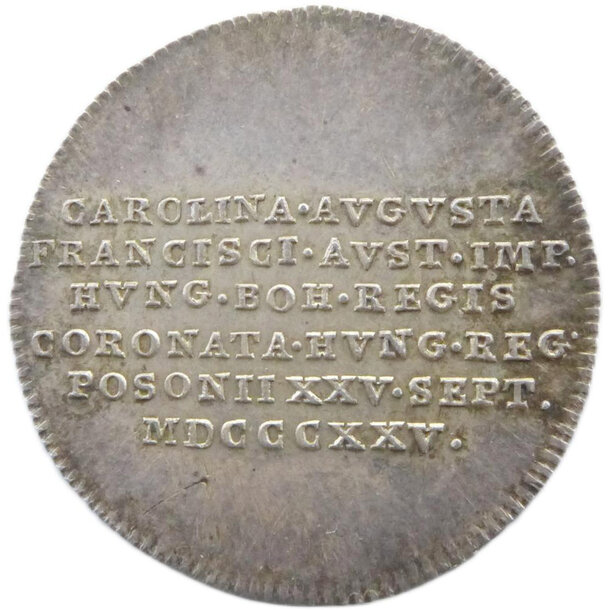 CAROLINA·AVGVSTA
FRANCISCI·AVST·IMP.
HVNG·BOH·REGIS
CORONATA·HVNG·REG·
POSONII XXV·SEPT.
MDCCCXXV.